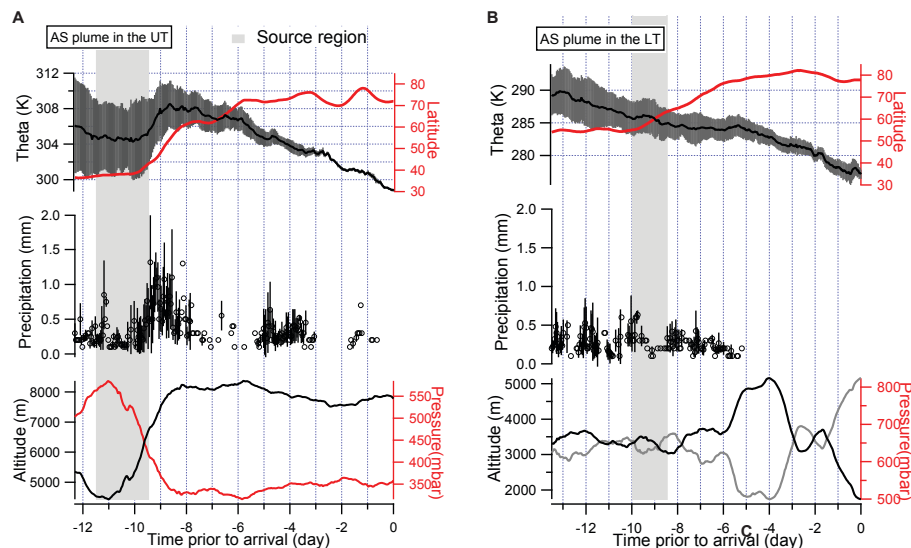 A
AS plume in the UT
Source region
312
308
304
300
Theta (K)
80
70
60
50
40
30
Latitude
2.0
1.5
1.0
0.5
0.0
Precipitation (mm)
8000
7000
6000
5000
Altitude (m)
550
500
450
400
350
Pressure(mbar)
-12 -10 -8 -6 -4 -2 0
Time prior to arrival (day)
B
AS plume in the LT
290
285
280
Theta (K)
80
70
60
50
40
30
Latitude
2.0
1.5
1.0
0.5
0.0
Precipitation (mm)
5000
4000
3000
2000
Altitude (m)
800
700
600
500
Pressure(mbar)
-12 -10 -8 -6 -4 -2 0
C
Time prior to arrival (day)